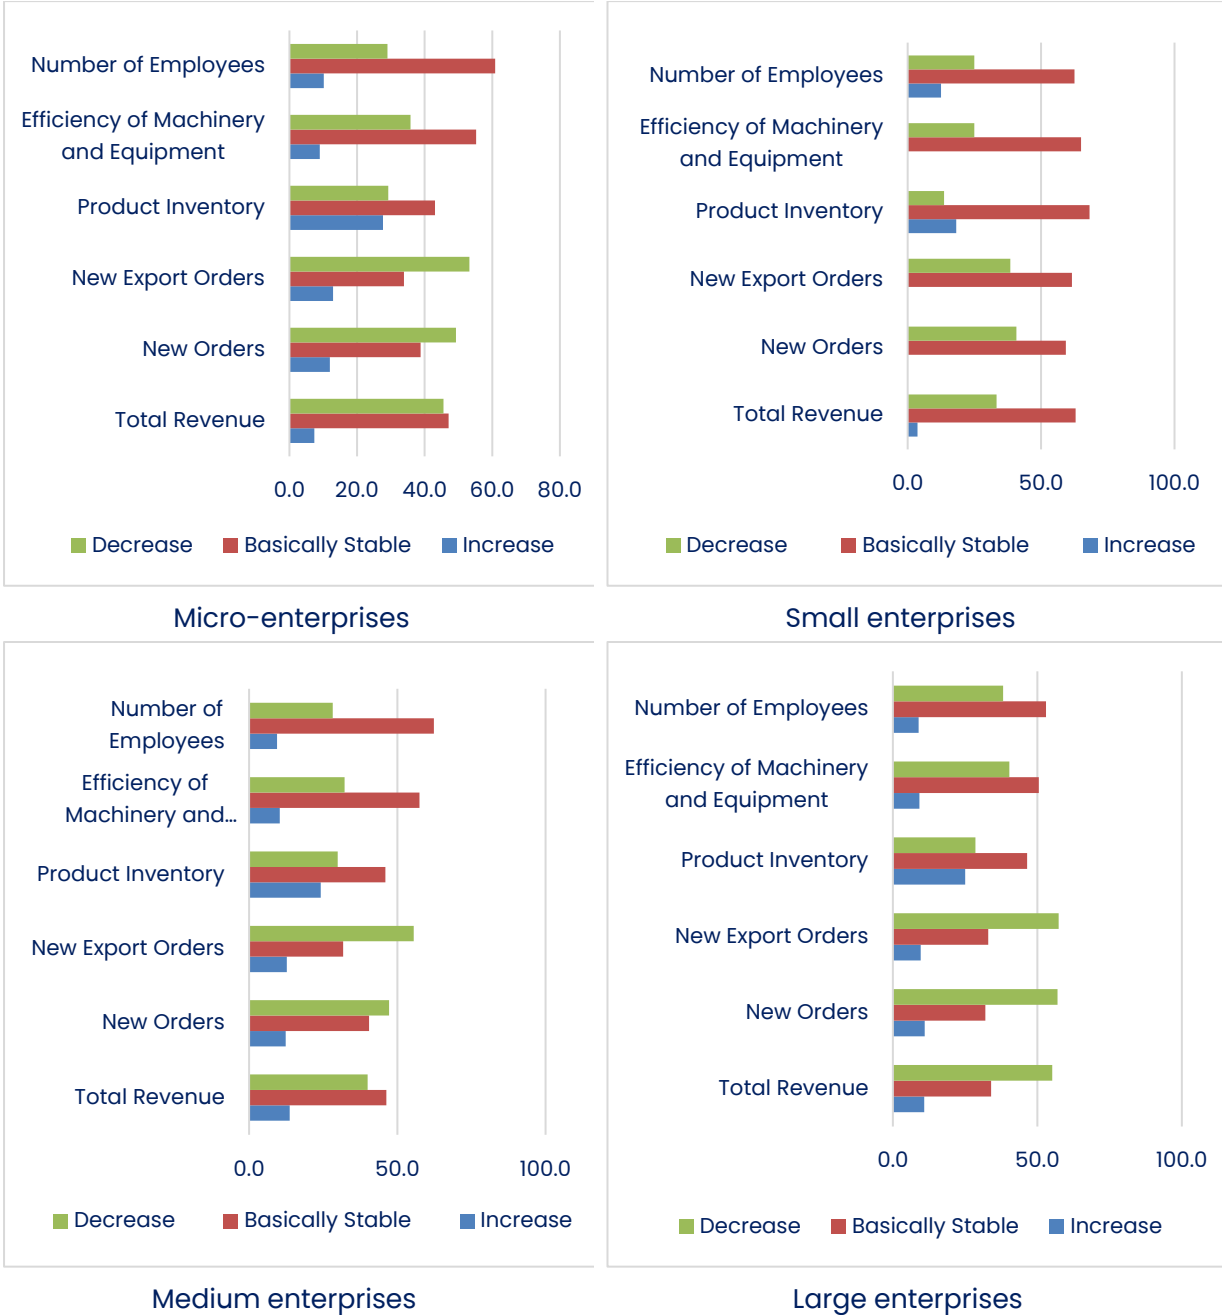 Number of Employees
Efficiency of Machinery
and Equipment
Product Inventory
New Export Orders
New Orders
Total Revenue
0.0 20.0 40.0 60.0 80.0
Decrease Basically Stable Increase
Micro-enterprises
Number of Employees
Efficiency of Machinery
and Equipment
Product Inventory
New Export Orders
New Orders
Total Revenue
0.0 50.0 100.0
Decrease Basically Stable Increase
Small enterprises
Number of
Employees
Efficiency of
Machinery and...
Product Inventory
New Export Orders
New Orders
Total Revenue
0.0 50.0 100.0
Decrease Basically Stable Increase
Medium enterprises
Number of Employees
Efficiency of Machinery
and Equipment
Product Inventory
New Export Orders
New Orders
Total Revenue
0.0 50.0 100.0
Decrease Basically Stable Increase
Large enterprises